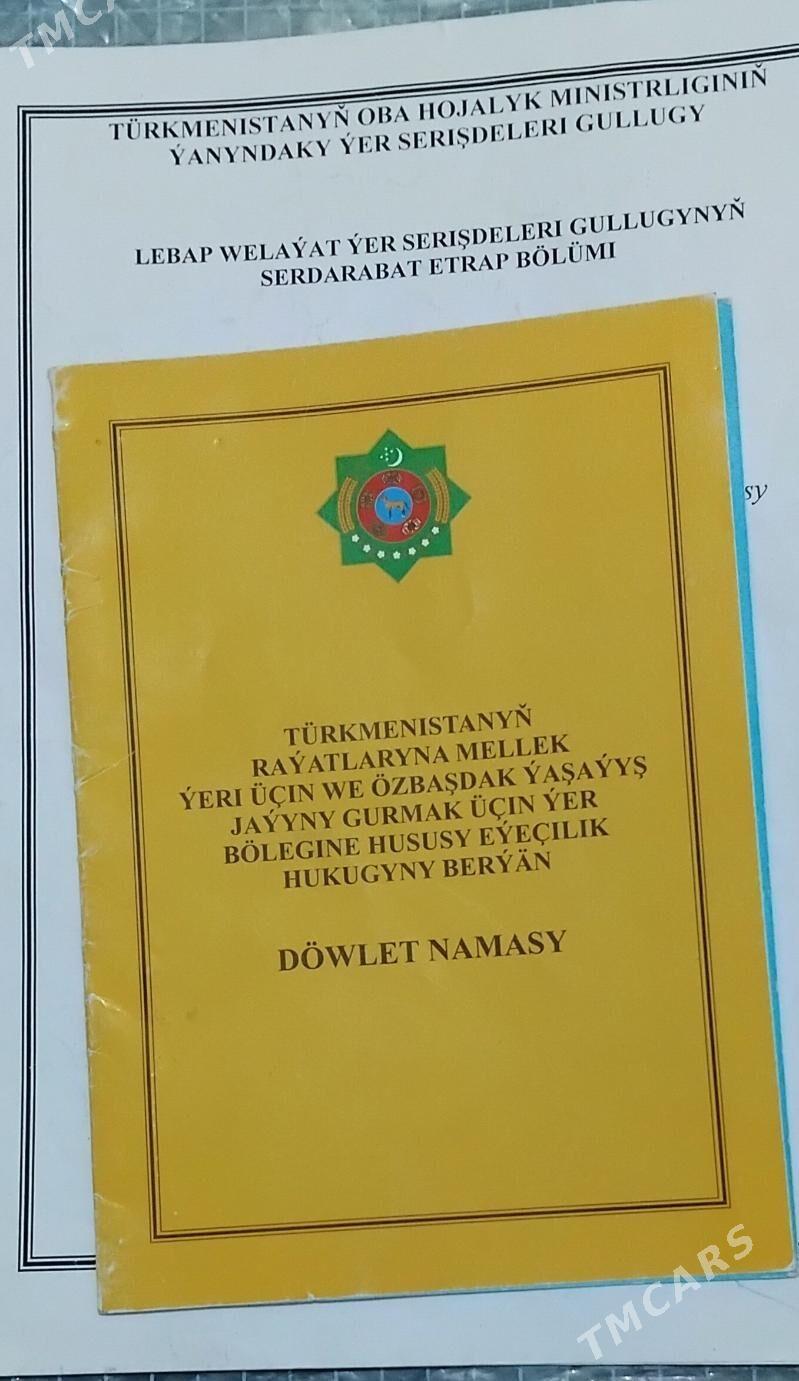 TMCARS
TÜRKMENISTANYŇ OBA HOJALYK MINISTRLIGINIŇ
ÝANYNDAKY ÝER SERIŞDELERI GULLUGY
LEBAP WELAÝAT ÝER SERIŞDELERI GULLUGYNYŇ
SERDARABAT ETRAP BÖLÜMI
sy
TÜRKMENISTANYŇ
RAÝATLARYNA MELLEK
ÝERI ÜÇIN WE ÖZBAŞDAK ÝAŞAÝYŞ
JAÝYNY GURMAK ÜÇIN ÝER
BÖLEGINE HUSUSY EÝEÇILIK
HUKUGYNY BERÝÄN
DÖWLET NAMASY
TMCARS